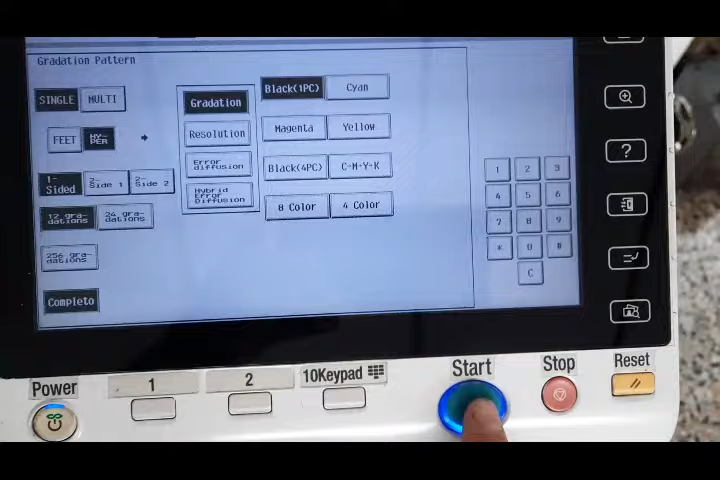 Gradation Pattern
SINGLE MULTI
FEET HY-
PER
1-
Sided
2-
Side 1
2-
Side 2
12 gra-
dations
24 gra-
dations
256 gra-
dations
Completo
Gradation
Resolution
Error
diffusion
Hybrid
Error
Diffusion
Black(1PC) Cyan
Magenta Yellow
Black(4PC) C-M-Y-K
8 Color 4 Color
1 2 3
4 5 6
7 8 9
* 0 #
C
?
Power 1 2 10Keypad Start Stop Reset